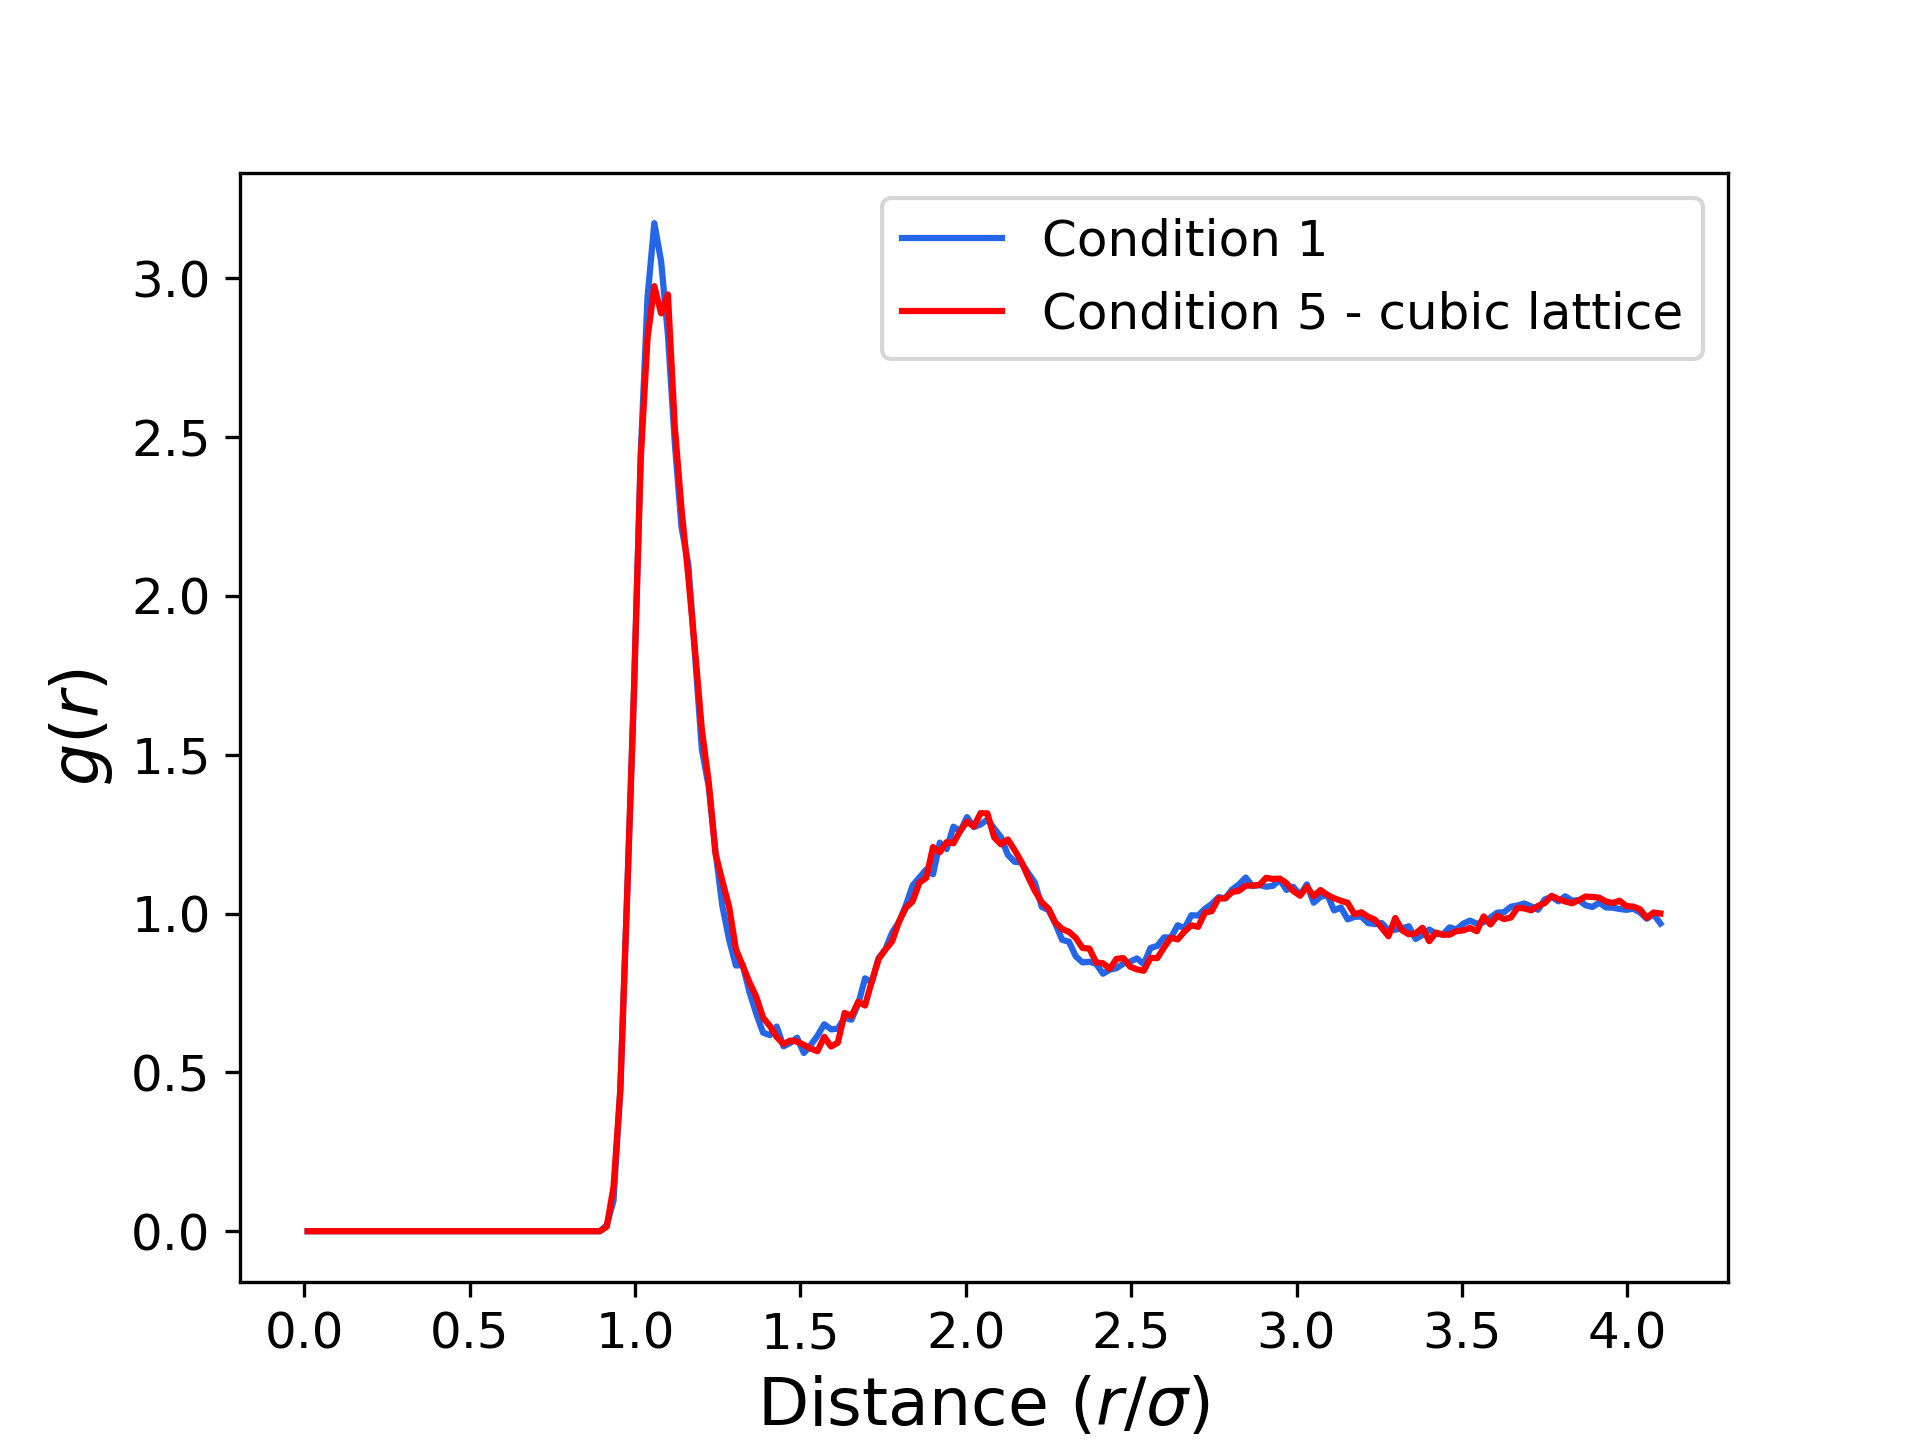 Condition 1
Condition 5 - cubic lattice
3.0
2.5
2.0
1.5
1.0
0.5
0.0
g(r)
0.0 0.5 1.0 1.5 2.0 2.5 3.0 3.5 4.0
Distance (r/σ)